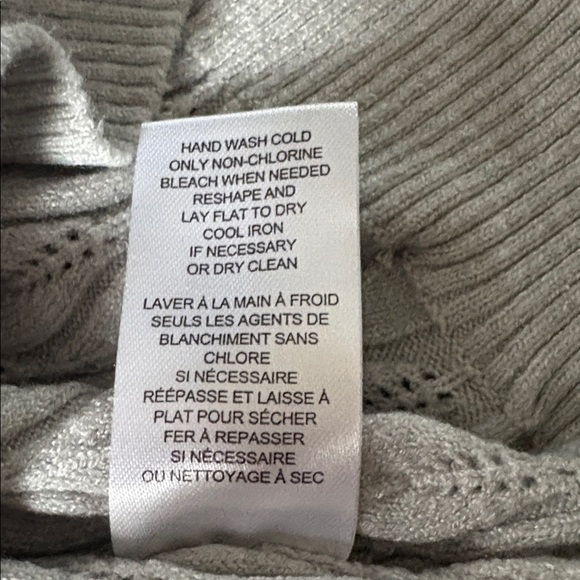 HAND WASH COLD
ONLY NON-CHLORINE
BLEACH WHEN NEEDED
RESHAPE AND
LAY FLAT TO DRY
COOL IRON
IF NECESSARY
OR DRY CLEAN
LAVER À LA MAIN À FROID
SEULS LES AGENTS DE
BLANCHIMENT SANS
CHLORE
SI NÉCESSAIRE
RÉÉPASSE ET LAISSE À
PLAT POUR SÉCHER
FER À REPASSER
SI NÉCESSAIRE
OU NETTOYAGE À SEC